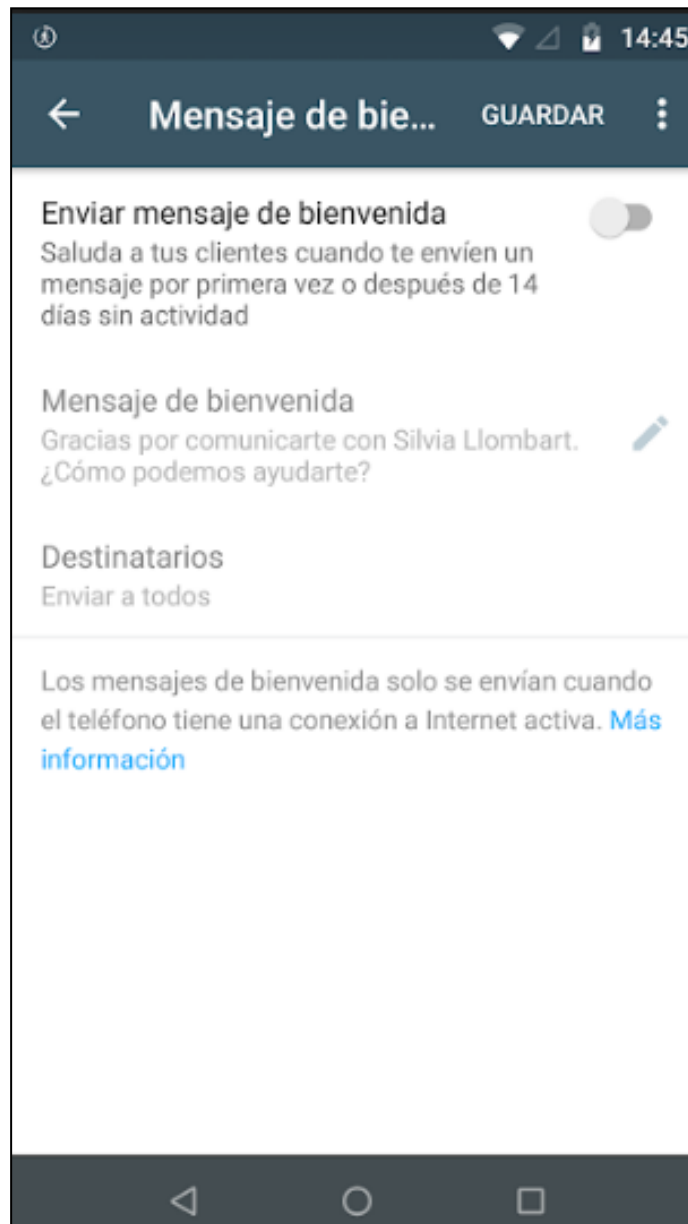 14:45
Mensaje de bie... GUARDAR
Enviar mensaje de bienvenida
Saluda a tus clientes cuando te envíen un
mensaje por primera vez o después de 14
días sin actividad
Mensaje de bienvenida
Gracias por comunicarte con Silvia Llombart.
¿Cómo podemos ayudarte?
Destinatarios
Enviar a todos
Los mensajes de bienvenida solo se envían cuando
el teléfono tiene una conexión a Internet activa. Más
información